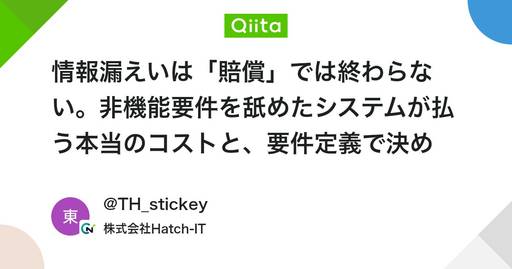 Qiita
情報漏えいは「賠償」では終わらな
い。非機能要件を舐めたシステムが払
う本当のコストと、要件定義で決め
東
@TH_stickey
株式会社Hatch-IT